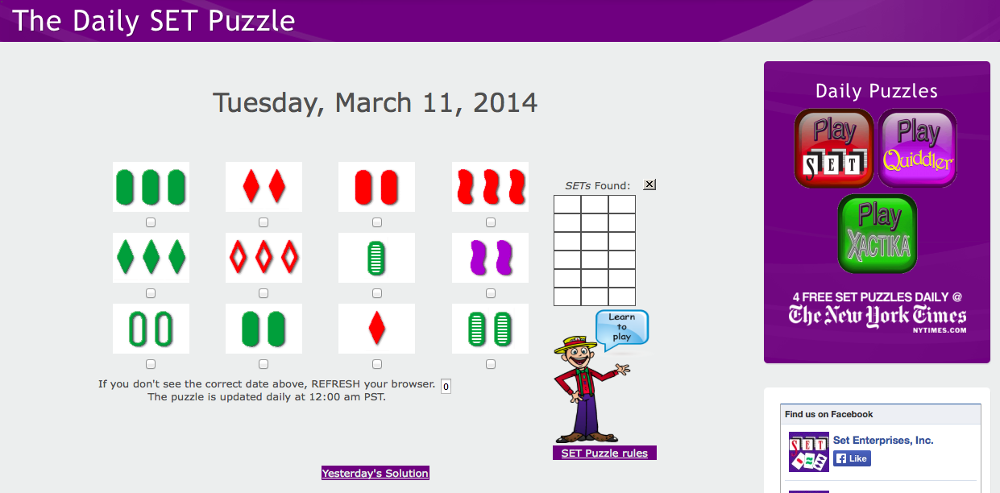 The Daily SET Puzzle
Tuesday, March 11, 2014
SETs Found:
If you don't see the correct date above, REFRESH your browser. 0
The puzzle is updated daily at 12:00 am PST.
Learn
to
play
SET Puzzle rules
Yesterday's Solution
Daily Puzzles
Play
SET
Play
Quiddler
Play
XACTIKA
4 FREE SET PUZZLES DAILY @
The New York Times
NYTIMES.COM
Find us on Facebook
SET
Set Enterprises, Inc.
Like